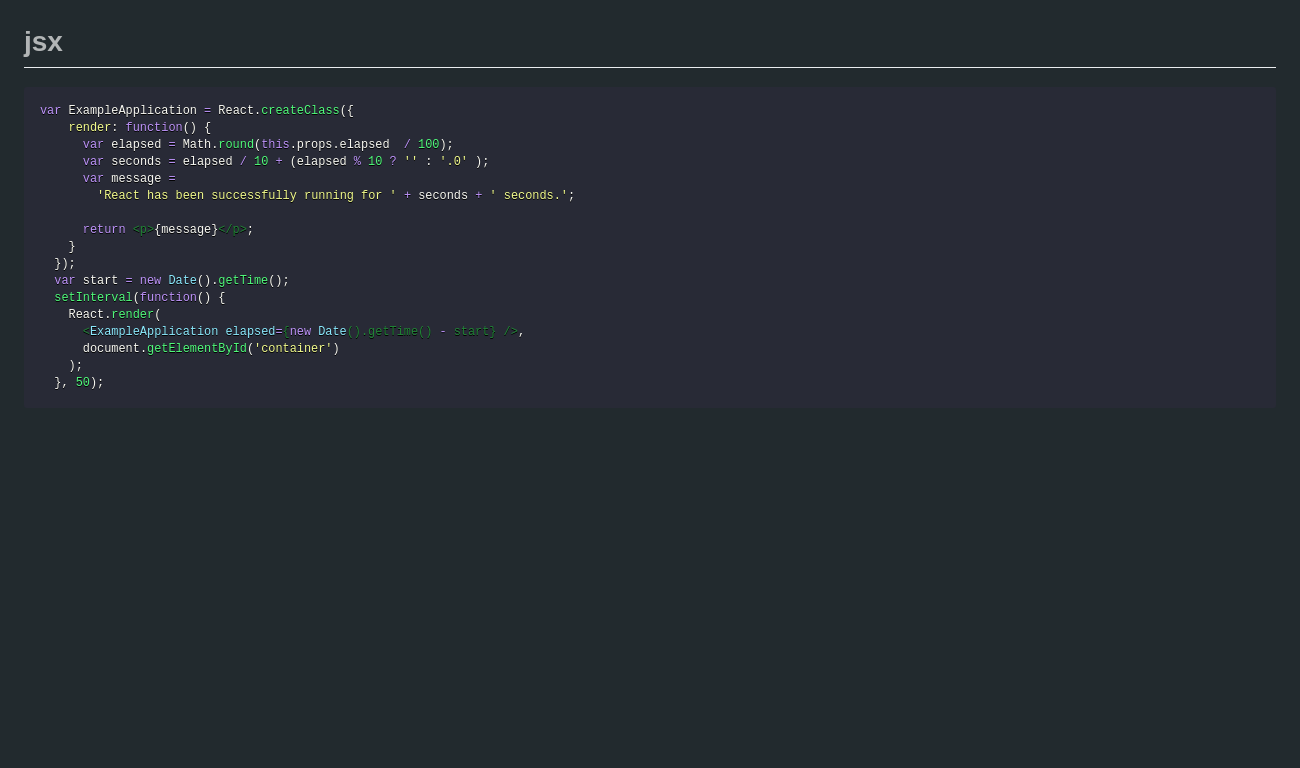 jsx
var ExampleApplication = React.createClass({
    render: function() {
      var elapsed = Math.round(this.props.elapsed  / 100);
      var seconds = elapsed / 10 + (elapsed % 10 ? '' : '.0' );
      var message =
        'React has been successfully running for ' + seconds + ' seconds.';

      return <p>{message}</p>;
    }
  });
  var start = new Date().getTime();
  setInterval(function() {
    React.render(
      <ExampleApplication elapsed={new Date().getTime() - start} />,
      document.getElementById('container')
    );
  }, 50);